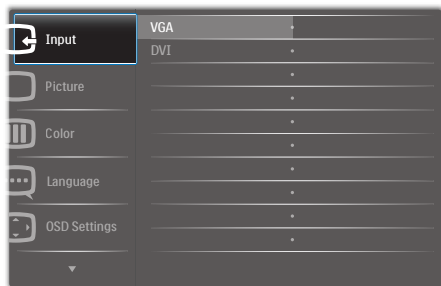 Input
VGA
DVI
Picture
Color
Language
OSD Settings